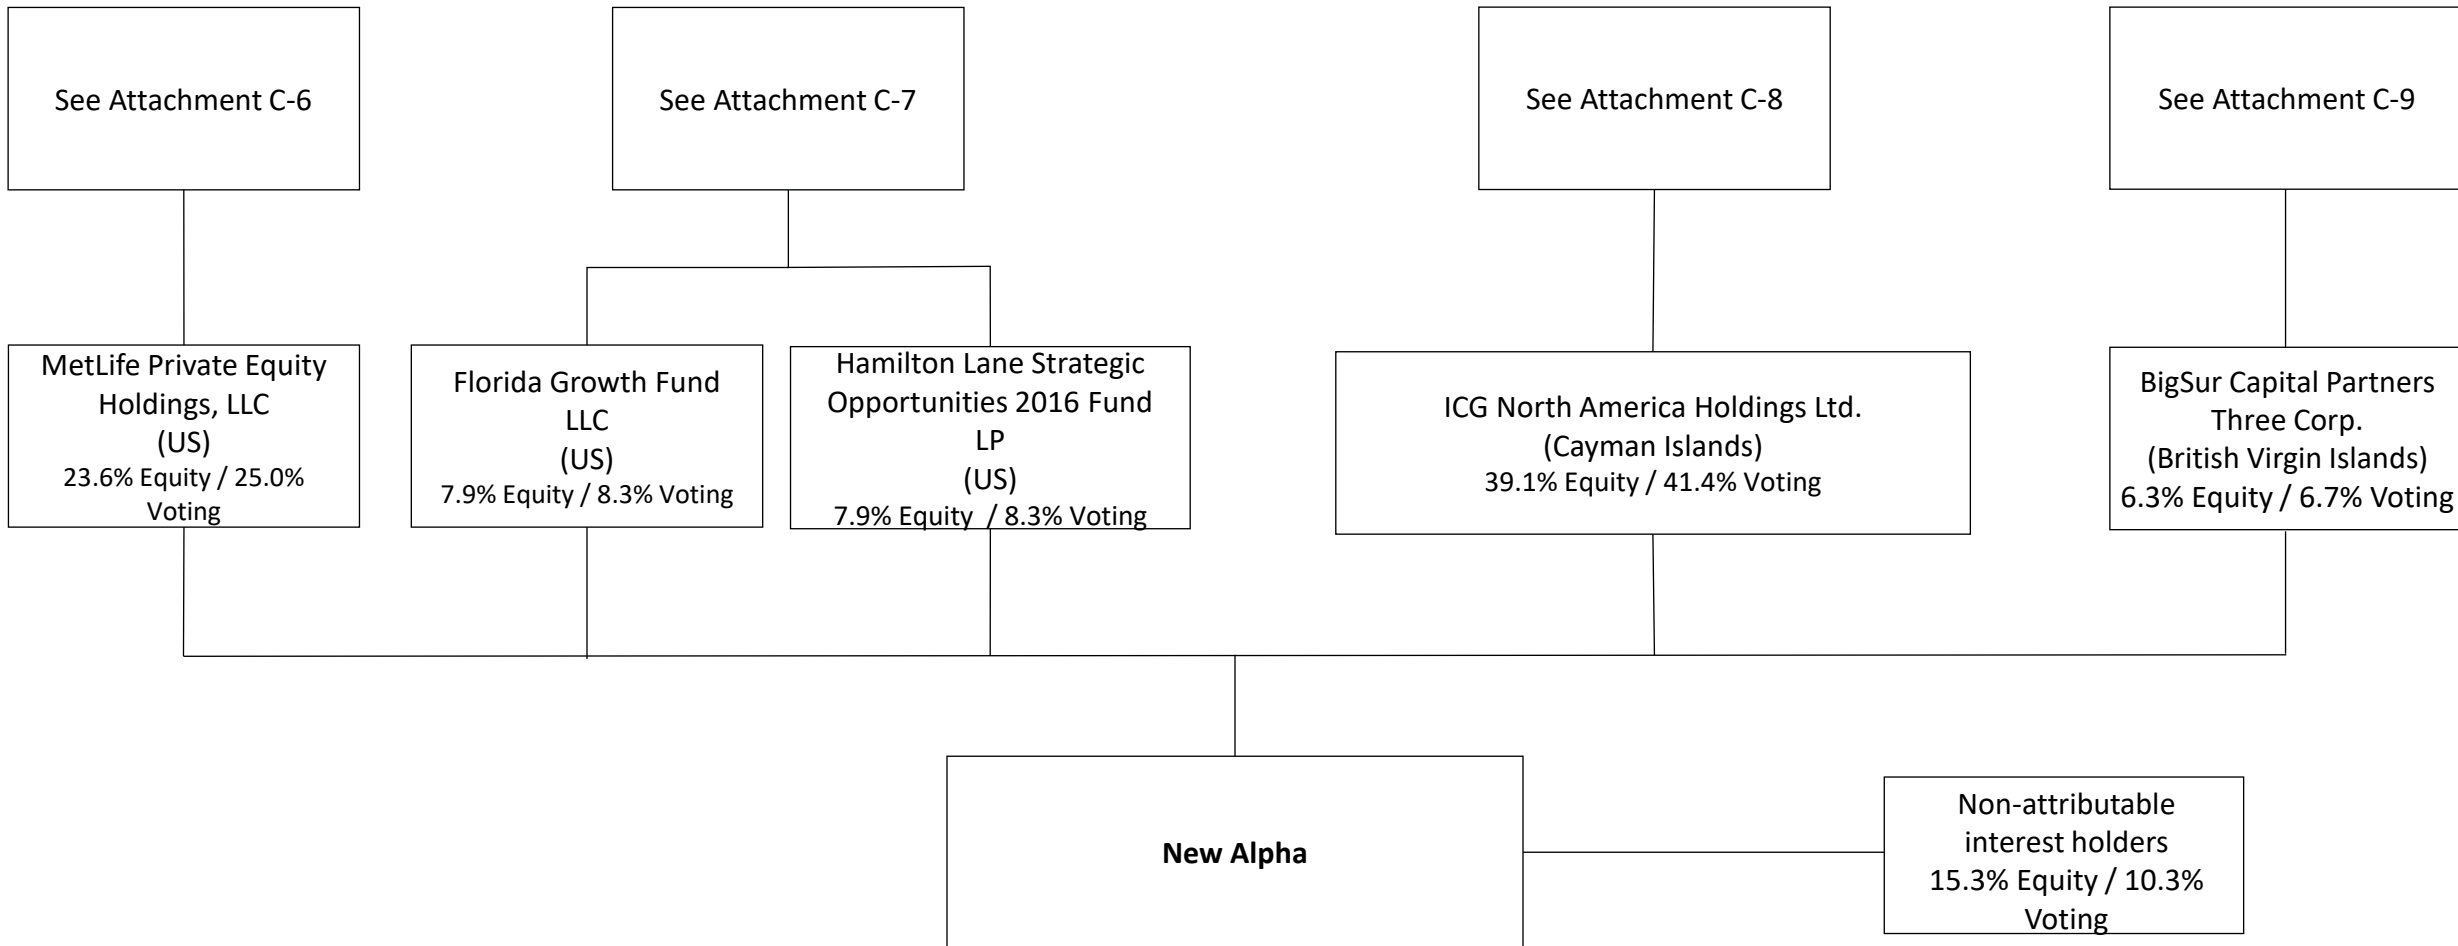 See Attachment C-6
See Attachment C-7
See Attachment C-8
See Attachment C-9
MetLife Private Equity
Holdings, LLC
(US)
23.6% Equity / 25.0%
Voting
Florida Growth Fund
LLC
(US)
7.9% Equity / 8.3% Voting
Hamilton Lane Strategic
Opportunities 2016 Fund
LP
(US)
7.9% Equity / 8.3% Voting
ICG North America Holdings Ltd.
(Cayman Islands)
39.1% Equity / 41.4% Voting
BigSur Capital Partners
Three Corp.
(British Virgin Islands)
6.3% Equity / 6.7% Voting
New Alpha
Non-attributable
interest holders
15.3% Equity / 10.3%
Voting